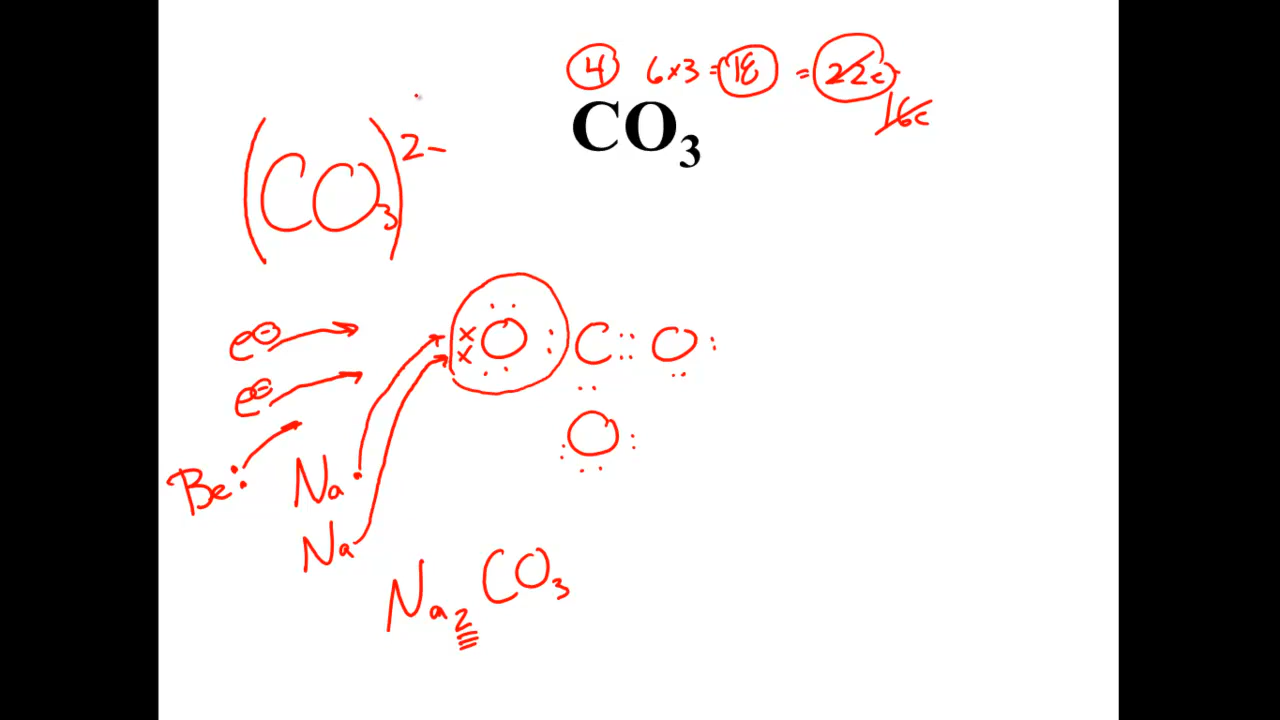 4 6×3 = 18 = 22e
16e
CO₃
(CO₃)²⁻
x O : C :: O :
x
e⊖
e⊖
O
Be:
Na·
Na
Na₂CO₃